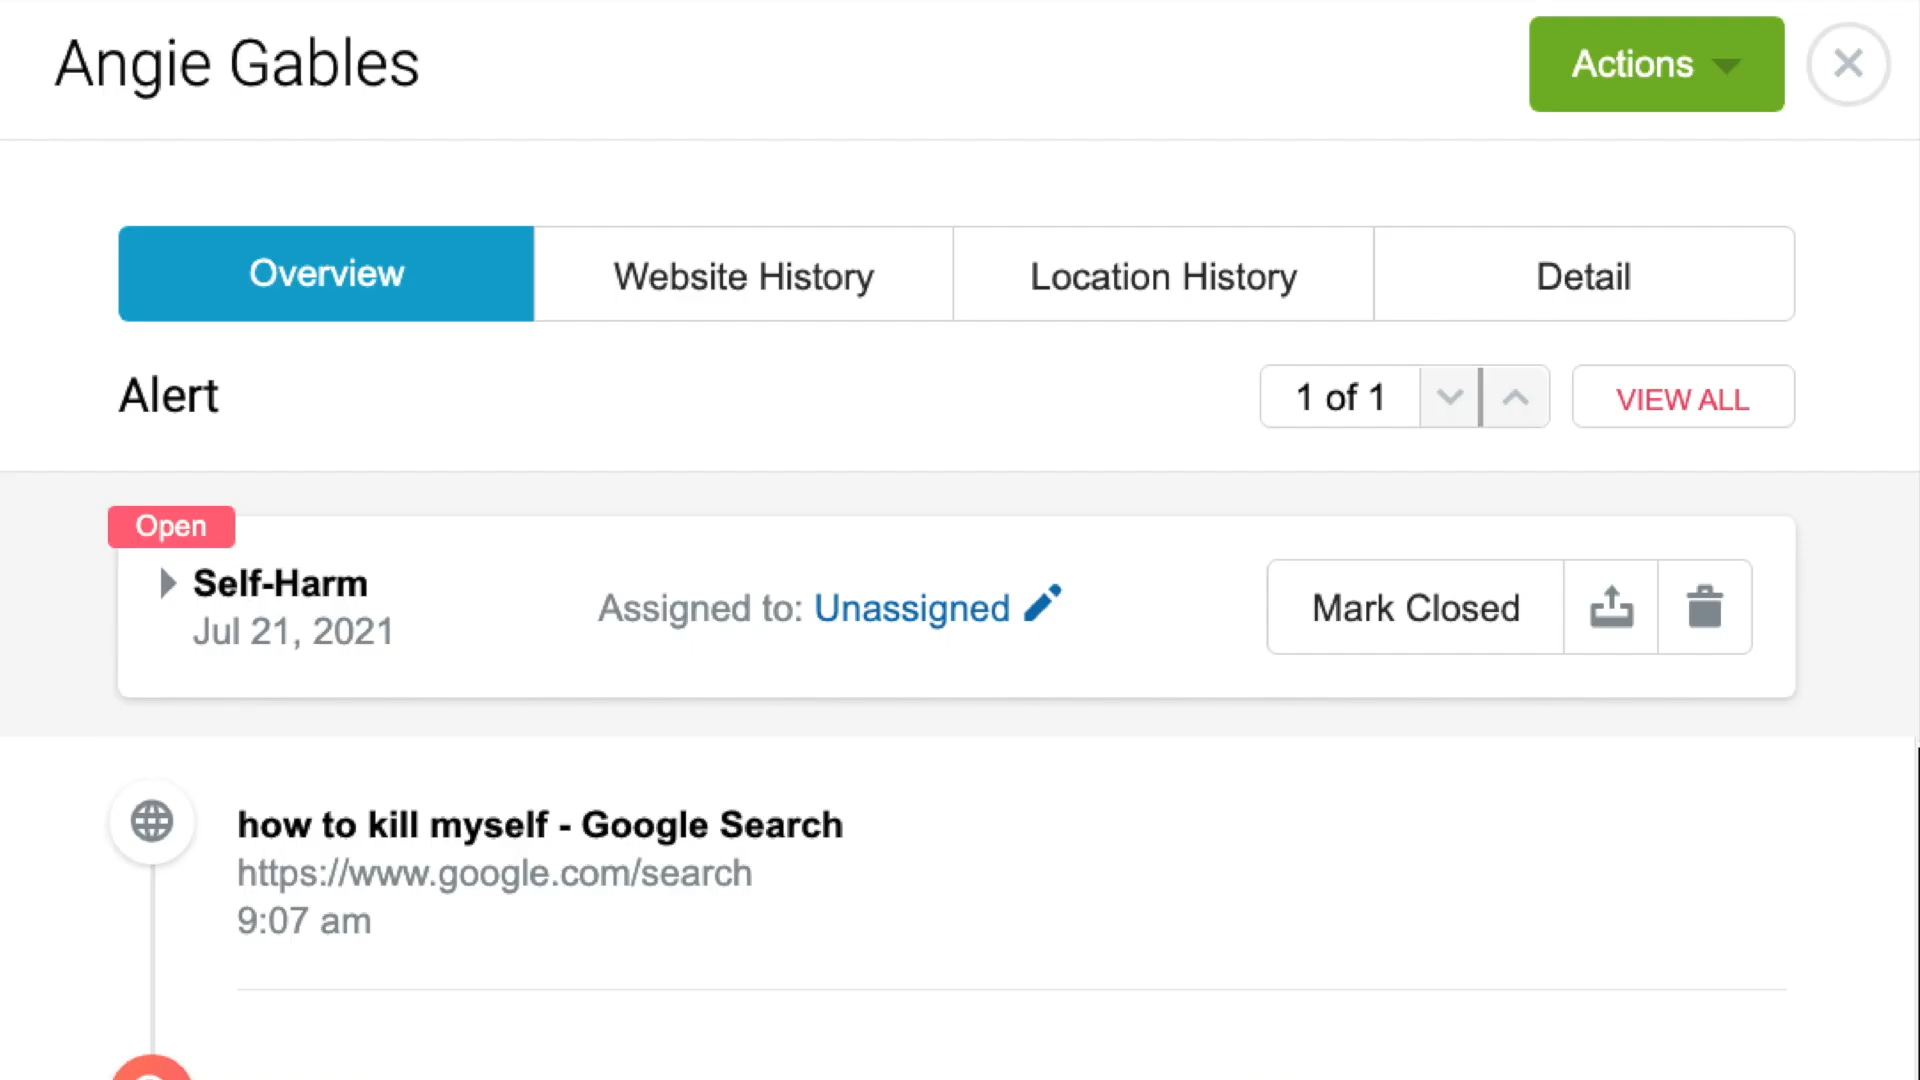 Angie Gables
Actions
Overview
Website History
Location History
Detail
Alert
1 of 1
VIEW ALL
Open
Self-Harm
Jul 21, 2021
Assigned to: Unassigned
Mark Closed
how to kill myself - Google Search
https://www.google.com/search
9:07 am